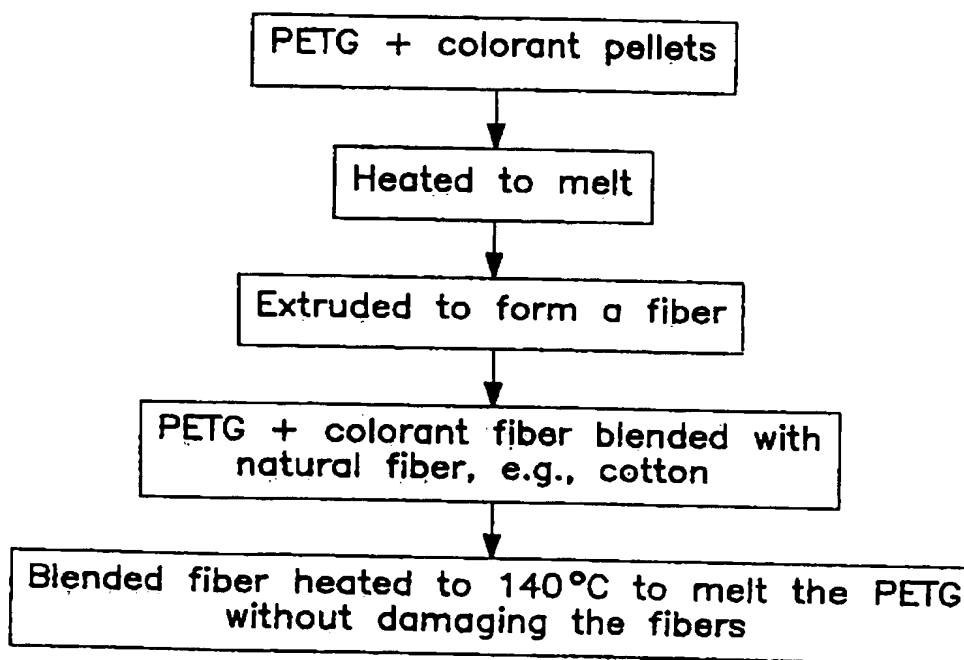 PETG + colorant pellets
Heated to melt
Extruded to form a fiber
PETG + colorant fiber blended with
natural fiber, e.g., cotton
Blended fiber heated to 140°C to melt the PETG
without damaging the fibers